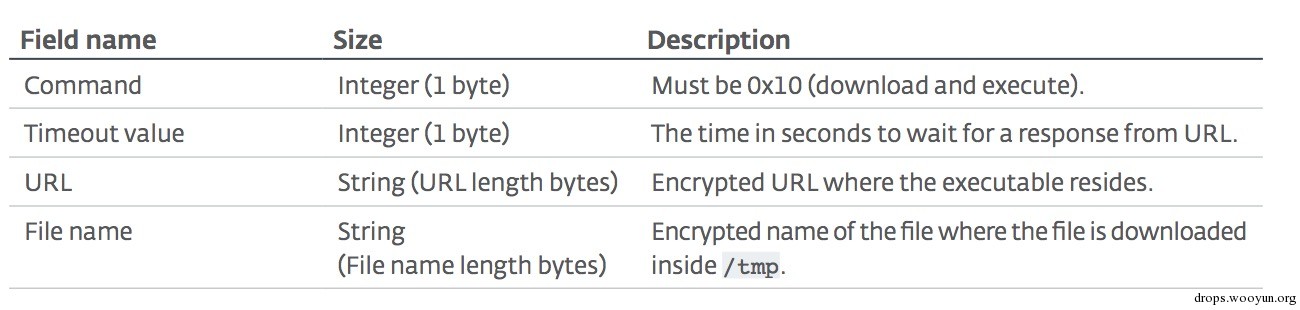 Field name Size Description
Command Integer (1 byte) Must be 0x10 (download and execute).
Timeout value Integer (1 byte) The time in seconds to wait for a response from URL.
URL String (URL length bytes) Encrypted URL where the executable resides.
File name String Encrypted name of the file where the file is downloaded
(File name length bytes) inside /tmp.
drops.wooyun.org